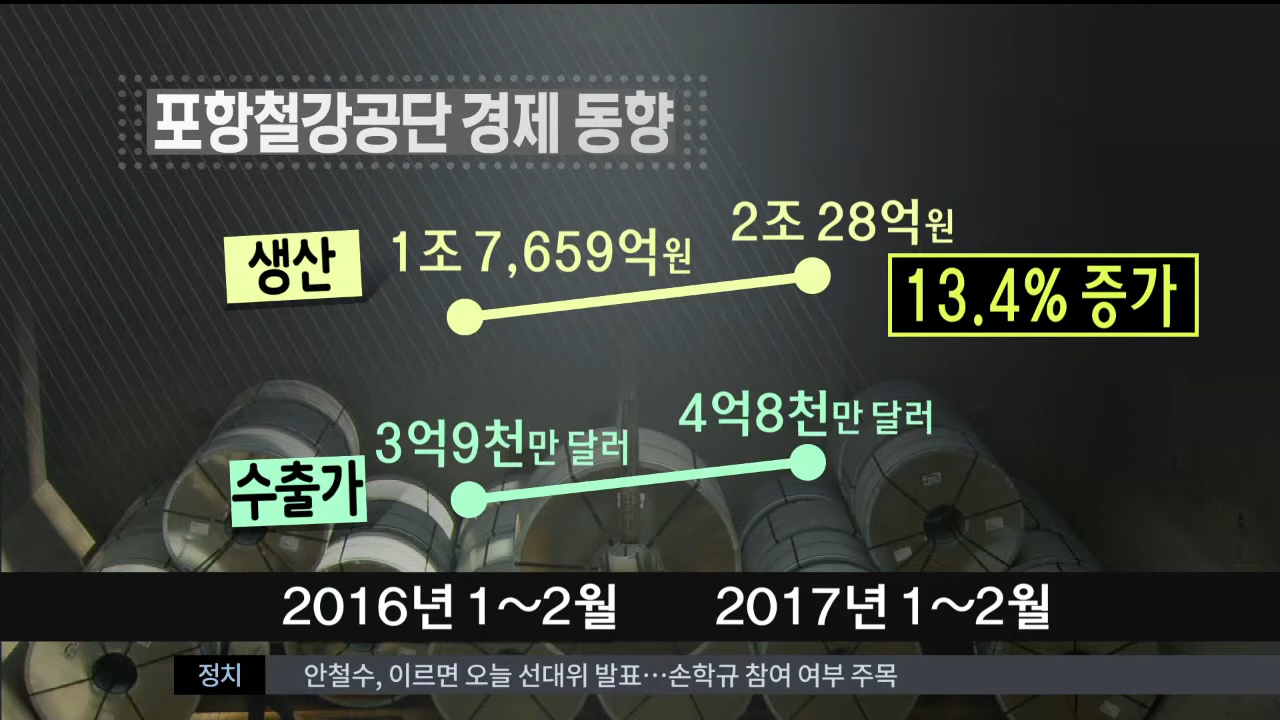 포항철강공단 경제 동향
생산
1조 7,659억원
2조 28억원
13.4% 증가
수출가
3억9천만 달러
4억8천만 달러
2016년 1~2월
2017년 1~2월
정치
안철수, 이르면 오늘 선대위 발표…손학규 참여 여부 주목